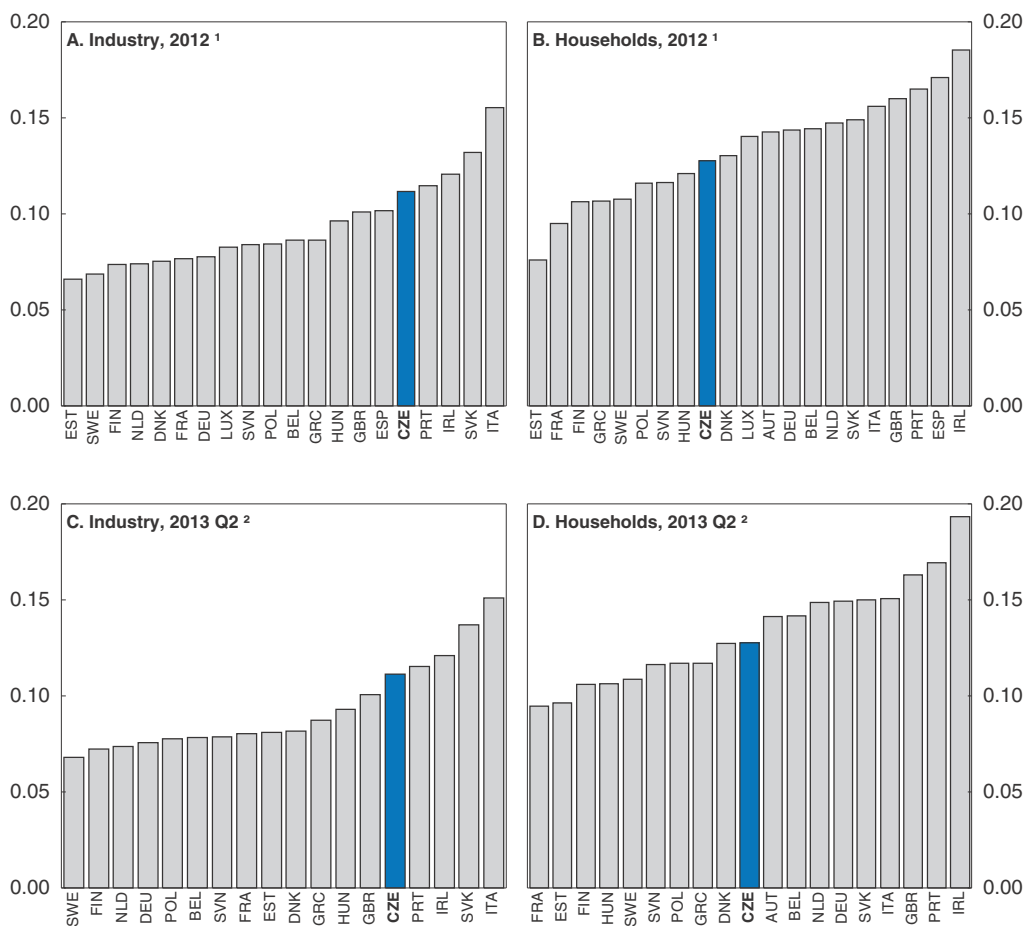 A. Industry, 2012 ¹
0.20
0.15
0.10
0.05
0.00
EST SWE FIN NLD DNK FRA DEU LUX SVN POL BEL GRC HUN GBR ESP CZE PRT IRL SVK ITA
B. Households, 2012 ¹
0.20
0.15
0.10
0.05
0.00
EST FRA FIN GRC SWE POL SVN HUN CZE DNK LUX AUT DEU BEL NLD SVK ITA GBR PRT ESP IRL
C. Industry, 2013 Q2 ²
0.20
0.15
0.10
0.05
0.00
SWE FIN NLD DEU POL BEL SVN FRA EST DNK GRC HUN GBR CZE PRT IRL SVK ITA
D. Households, 2013 Q2 ²
0.20
0.15
0.10
0.05
0.00
FRA EST FIN HUN SWE SVN POL GRC DNK CZE AUT BEL NLD DEU SVK ITA GBR PRT IRL